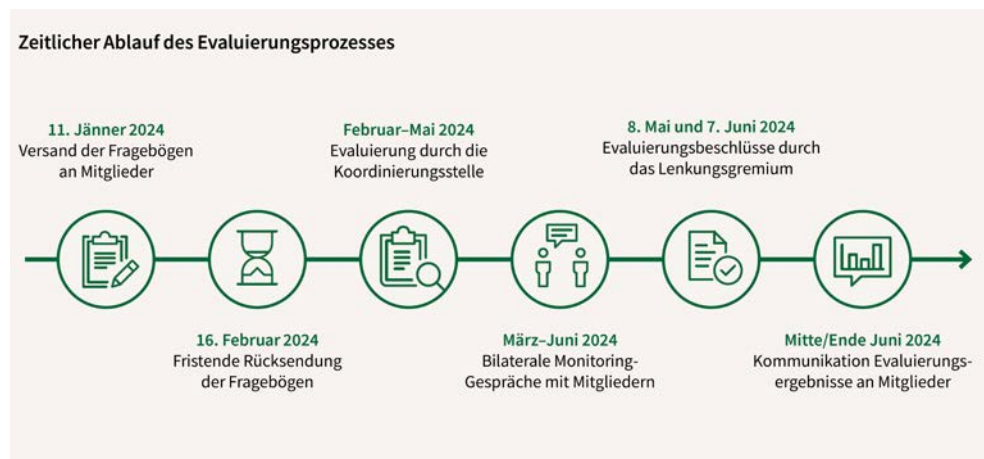 Zeitlicher Ablauf des Evaluierungsprozesses
11. Jänner 2024
Versand der Fragebögen
an Mitglieder
16. Februar 2024
Fristende Rücksendung
der Fragebögen
Februar–Mai 2024
Evaluierung durch die
Koordinierungsstelle
März–Juni 2024
Bilaterale Monitoring-
Gespräche mit Mitgliedern
8. Mai und 7. Juni 2024
Evaluierungsbeschlüsse durch
das Lenkungsgremium
Mitte/Ende Juni 2024
Kommunikation Evaluierungs-
ergebnisse an Mitglieder